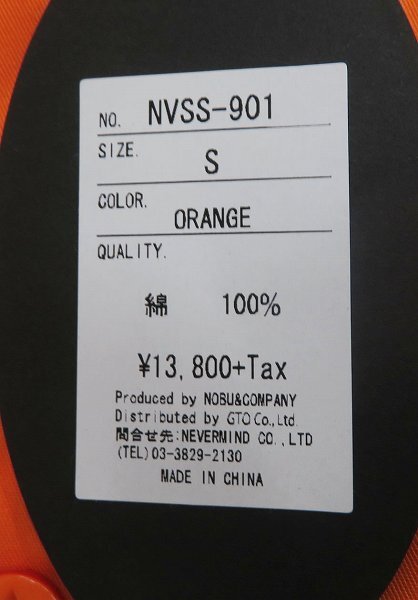 NO. NVSS-901
SIZE.
S
COLOR.
ORANGE
QUALITY.
綿 100%
¥13,800+Tax
Produced by NOBU&COMPANY
Distributed by GTO Co., Ltd.
問合せ先:NEVERMIND CO.,LTD
(TEL)03-3829-2130
MADE IN CHINA